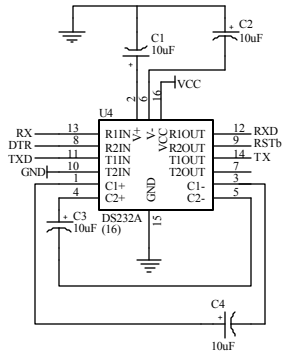 C1
10uF
+
C2
10uF
+
VCC
2
6
16
U4
V+
V-
VCC
RX 13 R1IN R1OUT 12 RXD
DTR 8 R2IN R2OUT 9 RSTb
TXD 11 T1IN T1OUT 14 TX
GND 10 T2IN T2OUT 7
1 C1+ C1- 3
4 C2+ C2- 5
GND
DS232A
(16)
15
C3
10uF
+
C4
10uF
+